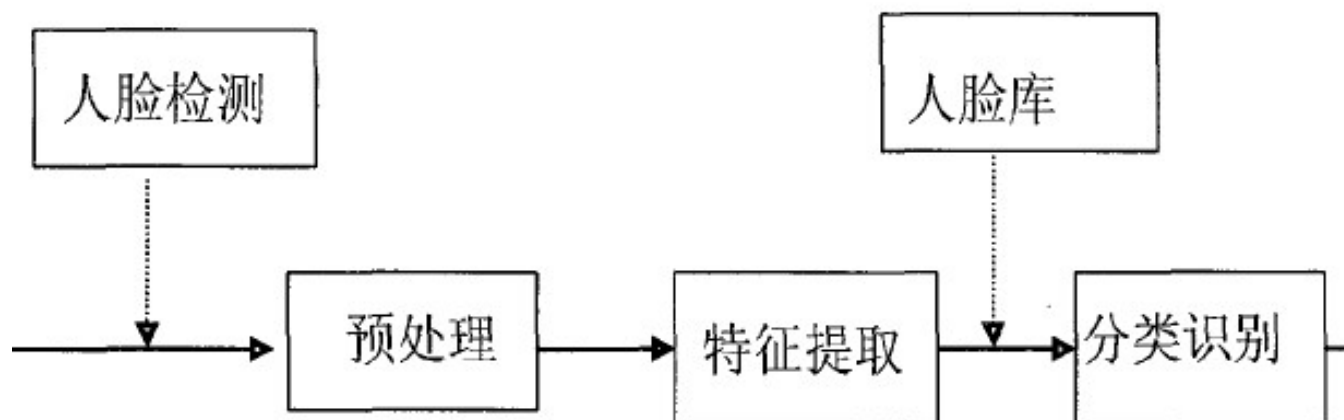 人脸检测
人脸库
预处理
特征提取
分类识别